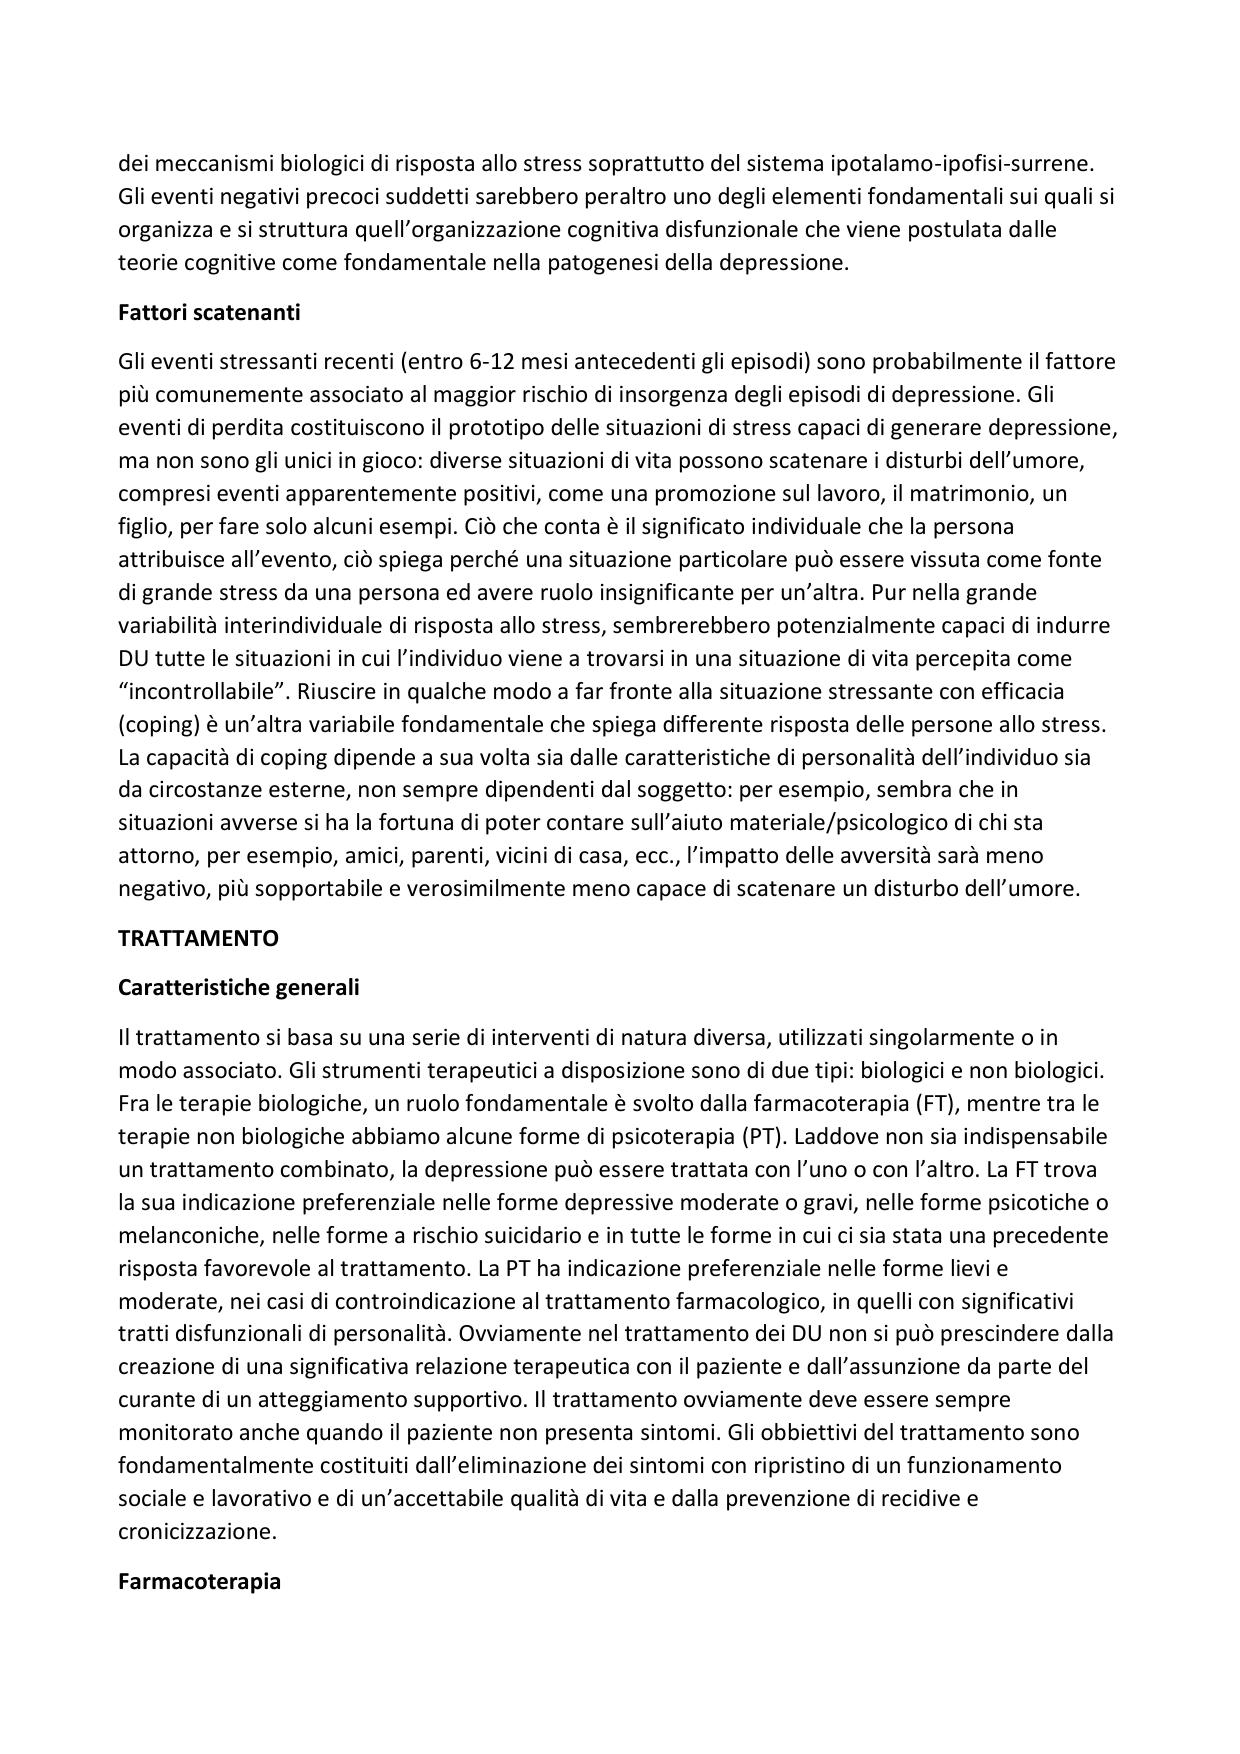 dei meccanismi biologici di risposta allo stress soprattutto del sistema ipotalamo-ipofisi-surrene.
Gli eventi negativi precoci suddetti sarebbero peraltro uno degli elementi fondamentali sui quali si
organizza e si struttura quell’organizzazione cognitiva disfunzionale che viene postulata dalle
teorie cognitive come fondamentale nella patogenesi della depressione.
Fattori scatenanti
Gli eventi stressanti recenti (entro 6-12 mesi antecedenti gli episodi) sono probabilmente il fattore
più comunemente associato al maggior rischio di insorgenza degli episodi di depressione. Gli
eventi di perdita costituiscono il prototipo delle situazioni di stress capaci di generare depressione,
ma non sono gli unici in gioco: diverse situazioni di vita possono scatenare i disturbi dell’umore,
compresi eventi apparentemente positivi, come una promozione sul lavoro, il matrimonio, un
figlio, per fare solo alcuni esempi. Ciò che conta è il significato individuale che la persona
attribuisce all’evento, ciò spiega perché una situazione particolare può essere vissuta come fonte
di grande stress da una persona ed avere ruolo insignificante per un’altra. Pur nella grande
variabilità interindividuale di risposta allo stress, sembrerebbero potenzialmente capaci di indurre
DU tutte le situazioni in cui l’individuo viene a trovarsi in una situazione di vita percepita come
“incontrollabile”. Riuscire in qualche modo a far fronte alla situazione stressante con efficacia
(coping) è un’altra variabile fondamentale che spiega differente risposta delle persone allo stress.
La capacità di coping dipende a sua volta sia dalle caratteristiche di personalità dell’individuo sia
da circostanze esterne, non sempre dipendenti dal soggetto: per esempio, sembra che in
situazioni avverse si ha la fortuna di poter contare sull’aiuto materiale/psicologico di chi sta
attorno, per esempio, amici, parenti, vicini di casa, ecc., l’impatto delle avversità sarà meno
negativo, più sopportabile e verosimilmente meno capace di scatenare un disturbo dell’umore.
TRATTAMENTO
Caratteristiche generali
Il trattamento si basa su una serie di interventi di natura diversa, utilizzati singolarmente o in
modo associato. Gli strumenti terapeutici a disposizione sono di due tipi: biologici e non biologici.
Fra le terapie biologiche, un ruolo fondamentale è svolto dalla farmacoterapia (FT), mentre tra le
terapie non biologiche abbiamo alcune forme di psicoterapia (PT). Laddove non sia indispensabile
un trattamento combinato, la depressione può essere trattata con l’uno o con l’altro. La FT trova
la sua indicazione preferenziale nelle forme depressive moderate o gravi, nelle forme psicotiche o
melanconiche, nelle forme a rischio suicidario e in tutte le forme in cui ci sia stata una precedente
risposta favorevole al trattamento. La PT ha indicazione preferenziale nelle forme lievi e
moderate, nei casi di controindicazione al trattamento farmacologico, in quelli con significativi
tratti disfunzionali di personalità. Ovviamente nel trattamento dei DU non si può prescindere dalla
creazione di una significativa relazione terapeutica con il paziente e dall’assunzione da parte del
curante di un atteggiamento supportivo. Il trattamento ovviamente deve essere sempre
monitorato anche quando il paziente non presenta sintomi. Gli obbiettivi del trattamento sono
fondamentalmente costituiti dall’eliminazione dei sintomi con ripristino di un funzionamento
sociale e lavorativo e di un’accettabile qualità di vita e dalla prevenzione di recidive e
cronicizzazione.
Farmacoterapia